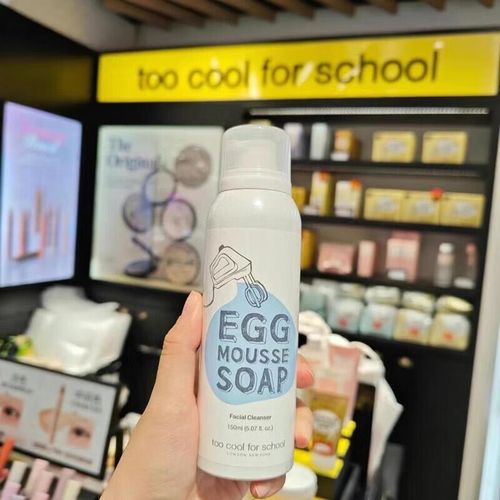 too cool for school
The
Original
EGG
MOUSSE
SOAP
Facial Cleanser
150ml (5.07 fl. oz.)
too cool for school